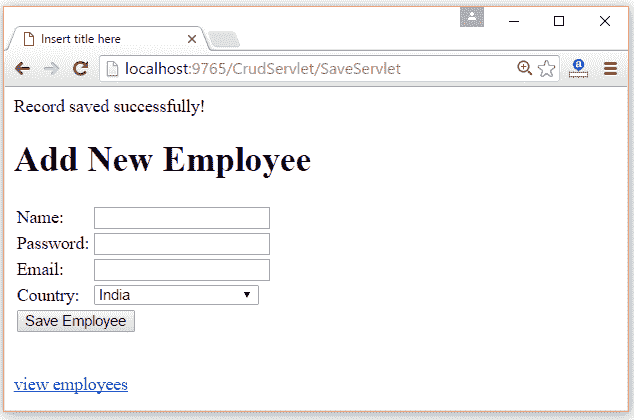 Insert title here
localhost:9765/CrudServlet/SaveServlet
Record saved successfully!
Add New Employee
Name:
Password:
Email:
Country: India
Save Employee
view employees